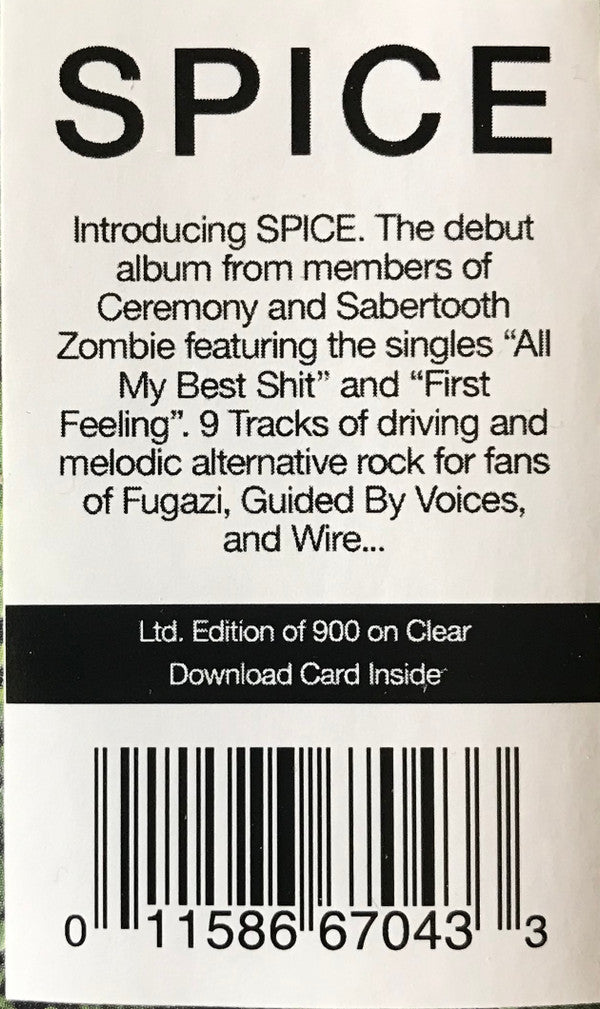 SPICE
Introducing SPICE. The debut
album from members of
Ceremony and Sabertooth
Zombie featuring the singles “All
My Best Shit” and “First
Feeling”. 9 Tracks of driving and
melodic alternative rock for fans
of Fugazi, Guided By Voices,
and Wire...
Ltd. Edition of 900 on Clear
Download Card Inside
0 11586 67043 3